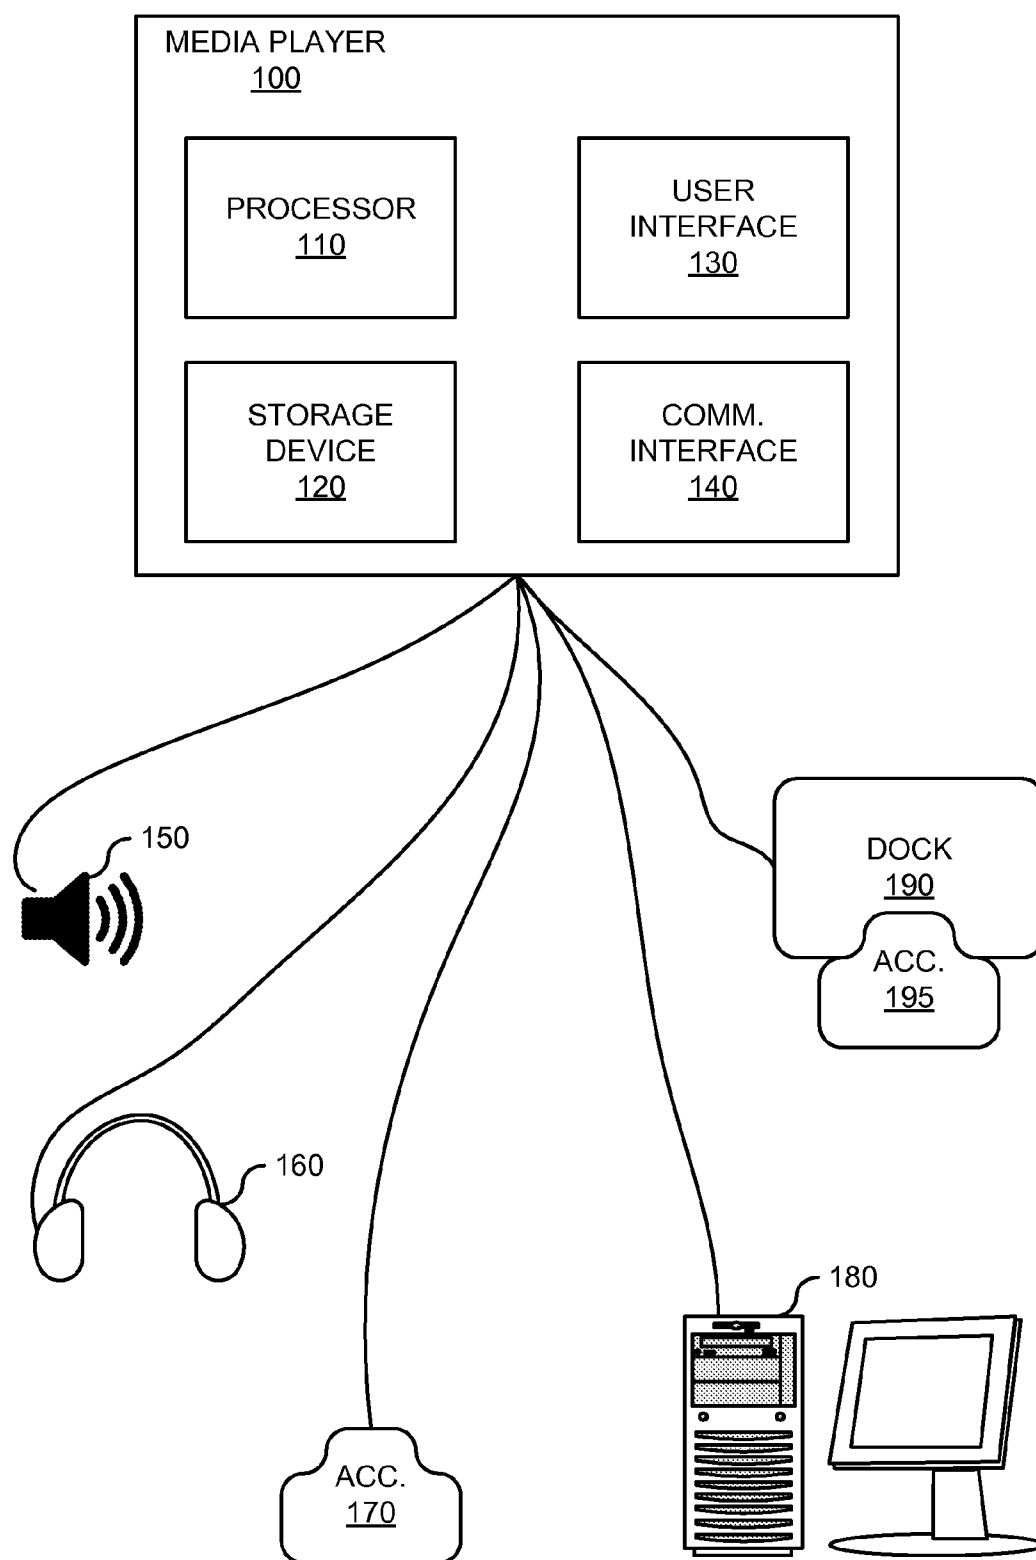 MEDIA PLAYER
100
PROCESSOR
110
USER
INTERFACE
130
STORAGE
DEVICE
120
COMM.
INTERFACE
140
150
DOCK
190
ACC.
195
160
180
ACC.
170